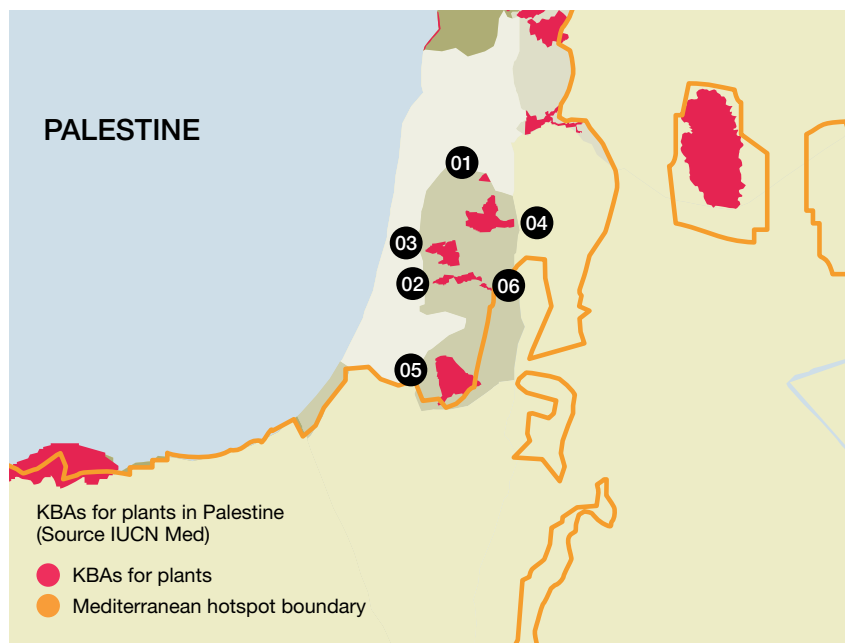 PALESTINE
01
04
03
02
06
05
KBAs for plants in Palestine
(Source IUCN Med)
KBAs for plants
Mediterranean hotspot boundary